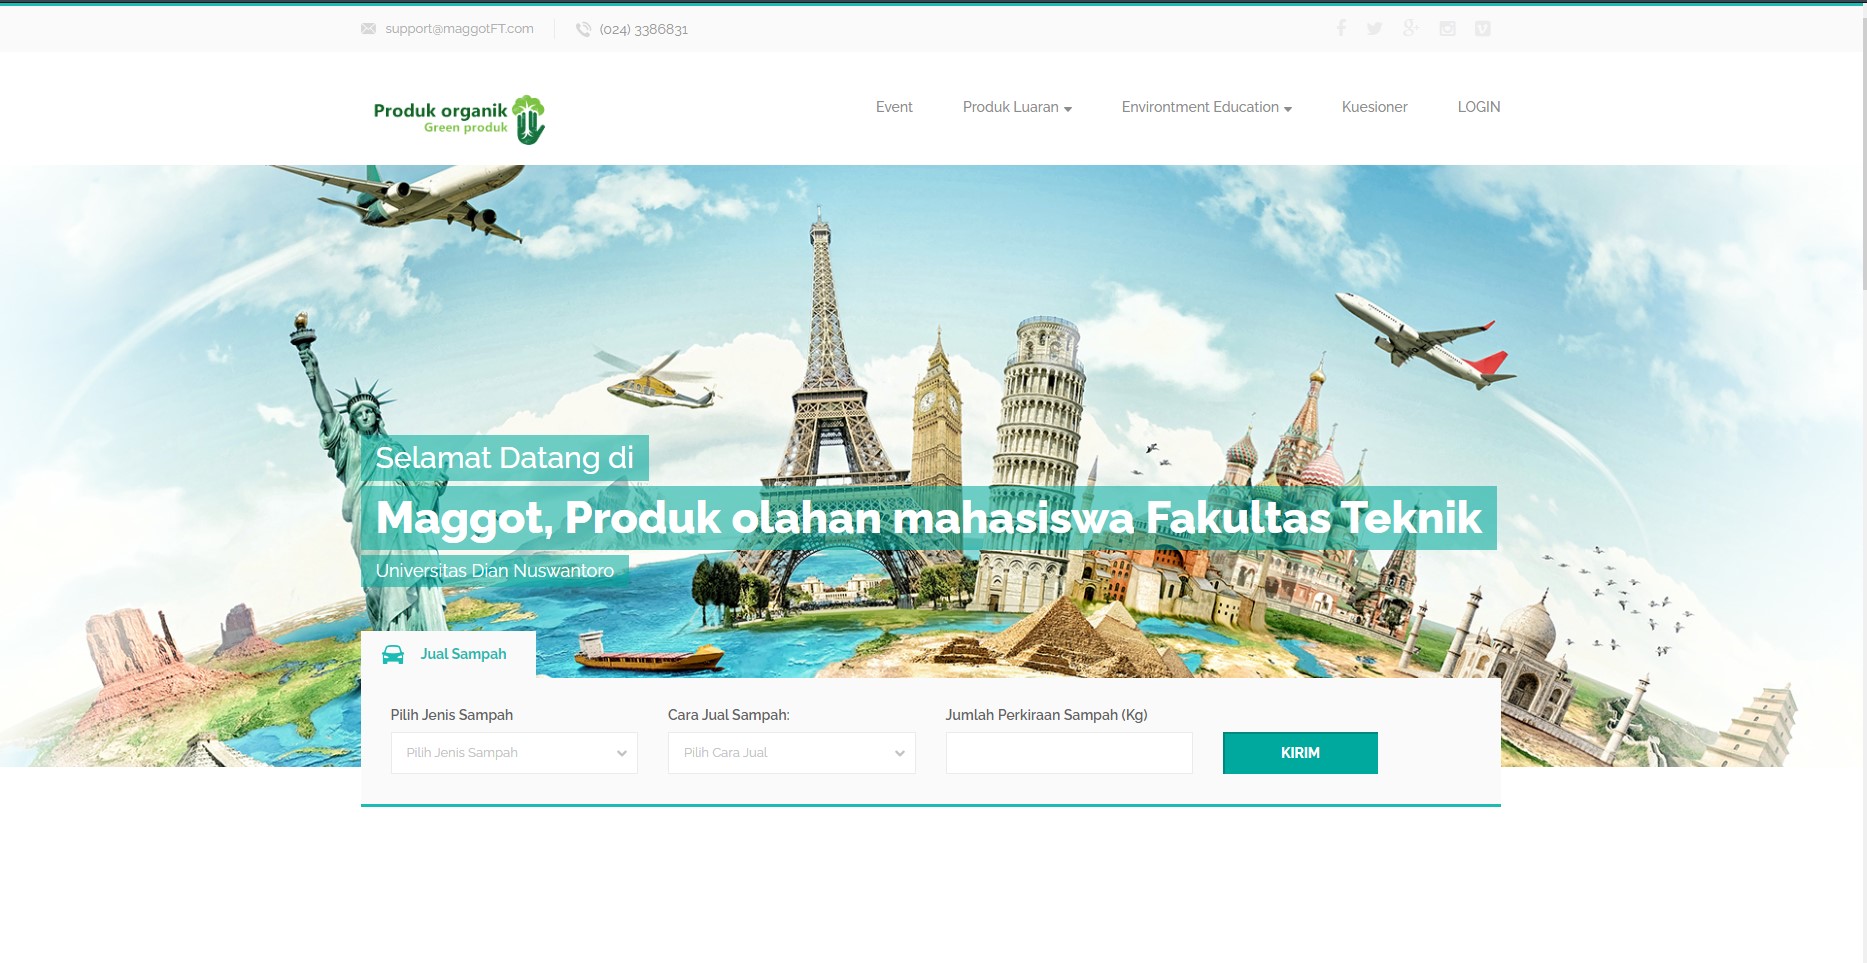 support@maggotFT.com
(024) 3386831
Produk organik
Green produk
Event
Produk Luaran
Environtment Education
Kuesioner
LOGIN
Selamat Datang di
Maggot, Produk olahan mahasiswa Fakultas Teknik
Universitas Dian Nuswantoro
Jual Sampah
Pilih Jenis Sampah
Cara Jual Sampah:
Jumlah Perkiraan Sampah (Kg)
Pilih Jenis Sampah
Pilih Cara Jual
KIRIM